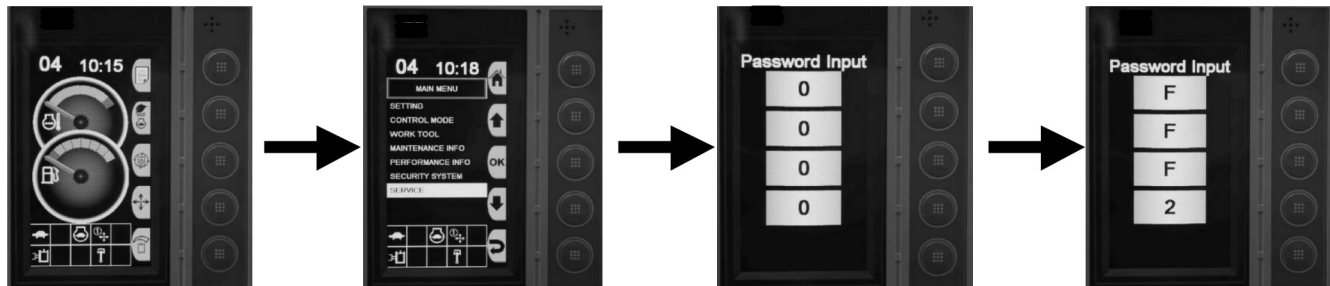 04 10:15
04 10:18
MAIN MENU
SETTING
CONTROL MODE
WORK TOOL
MAINTENANCE INFO
PERFORMANCE INFO
SECURITY SYSTEM
SERVICE
OK
Password Input
0
0
0
0
Password Input
F
F
F
2